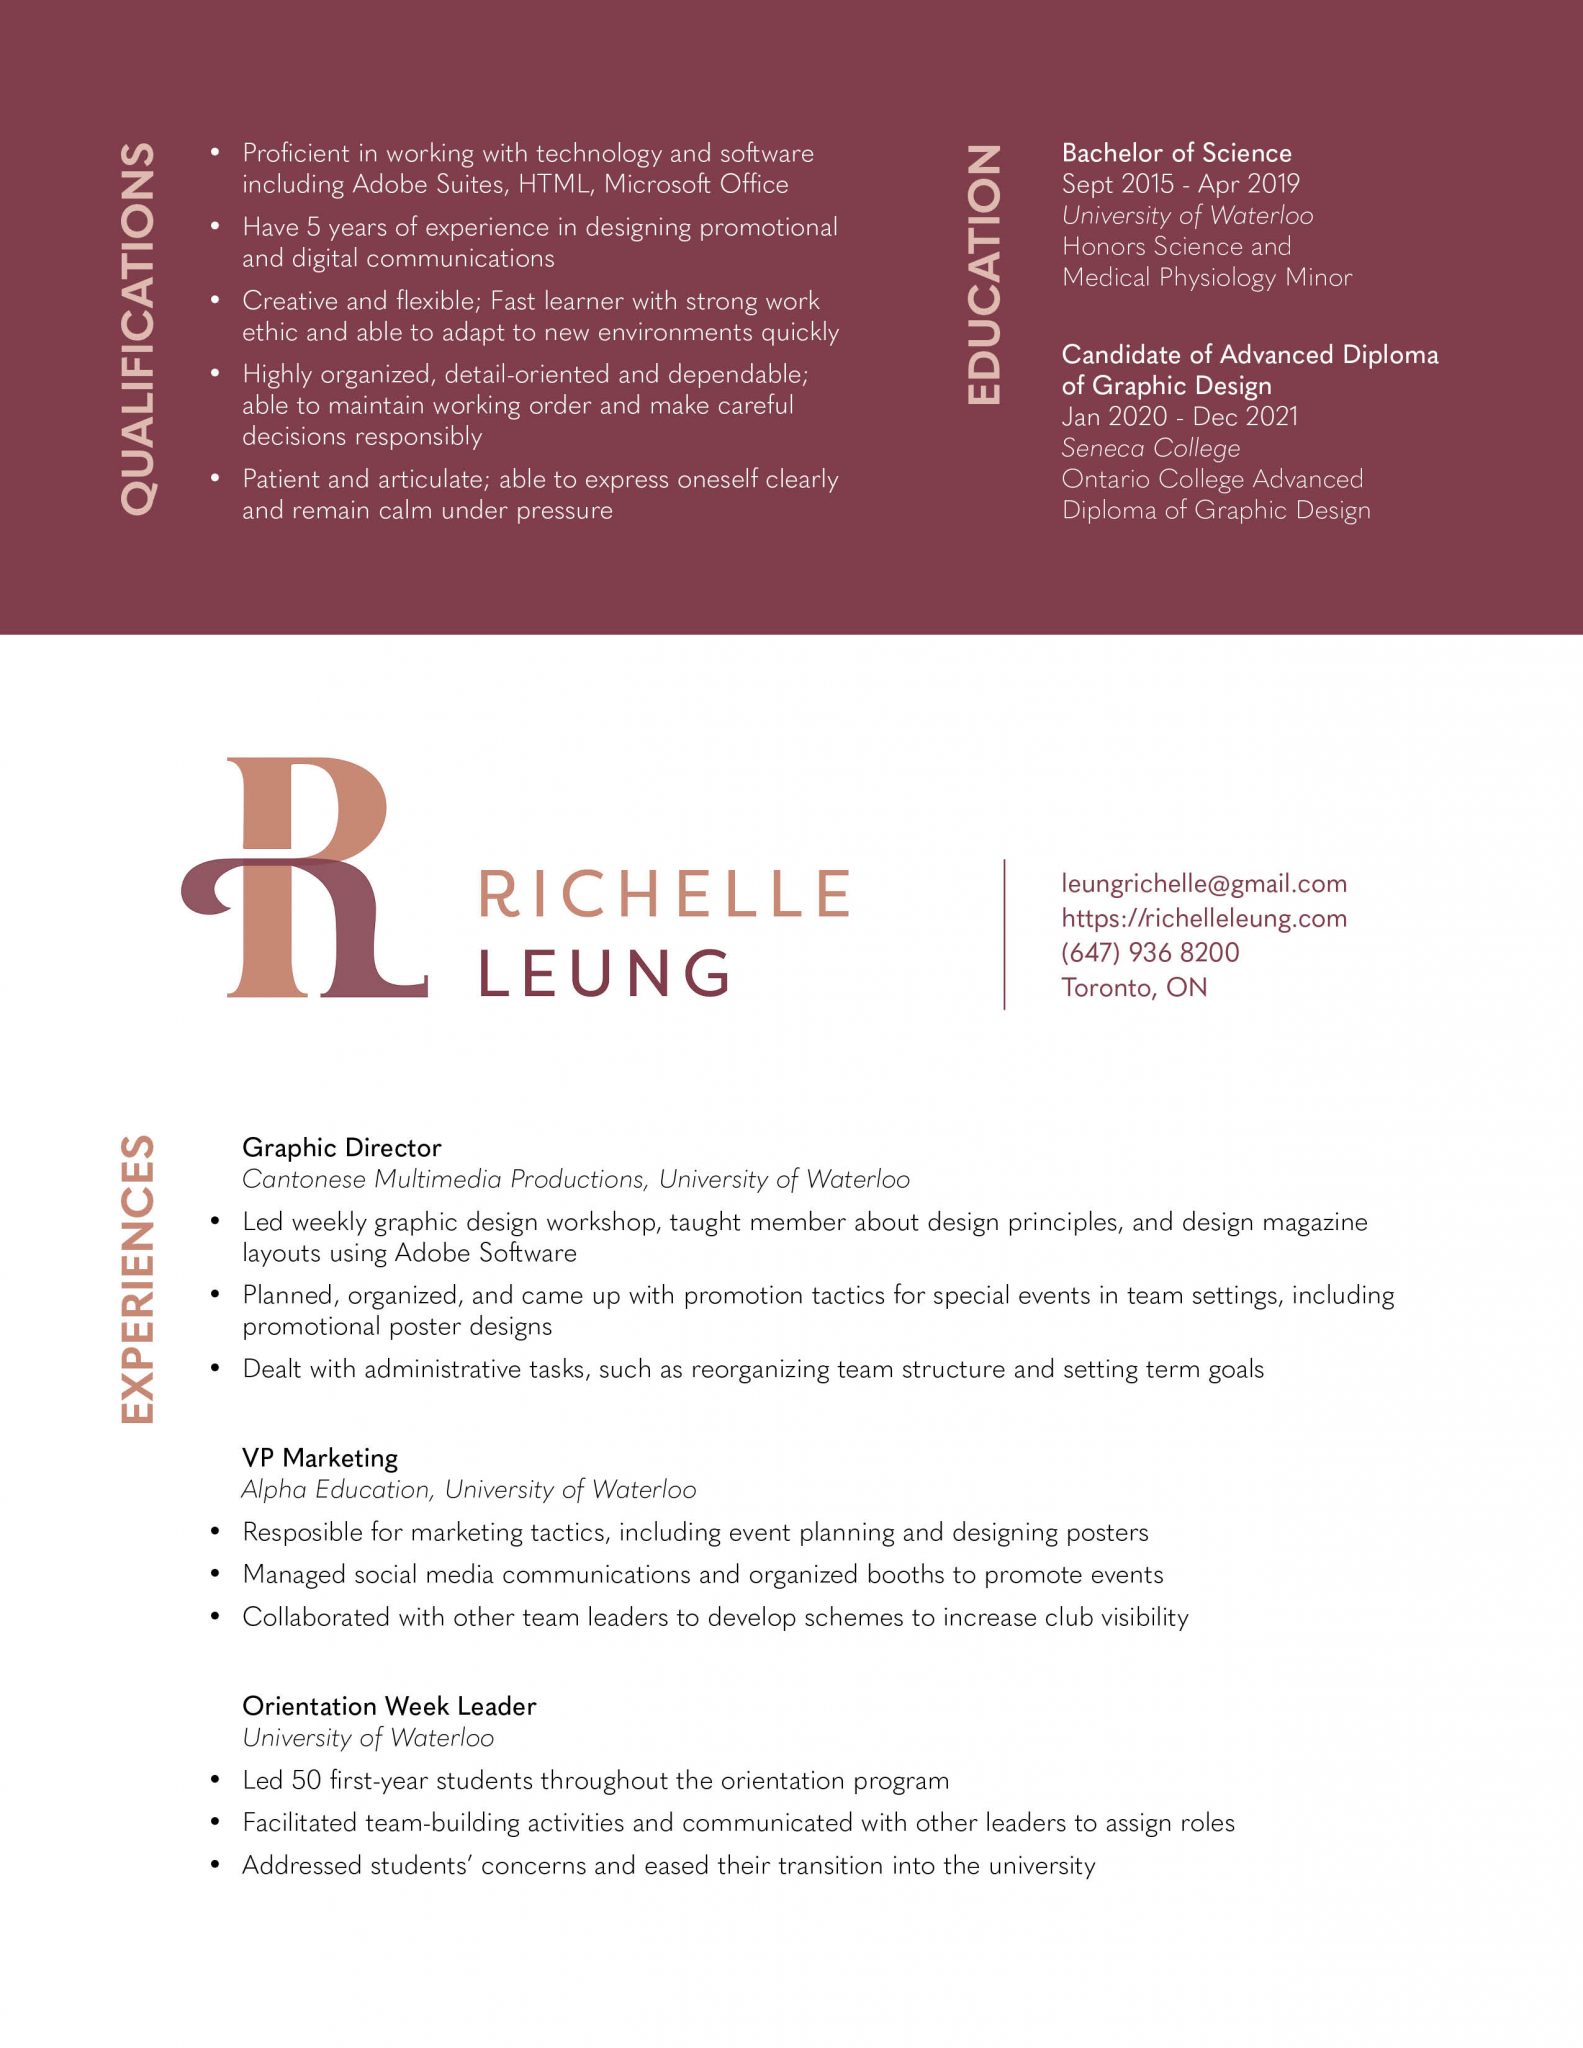 QUALIFICATIONS
• Proficient in working with technology and software
including Adobe Suites, HTML, Microsoft Office
• Have 5 years of experience in designing promotional
and digital communications
• Creative and flexible; Fast learner with strong work
ethic and able to adapt to new environments quickly
• Highly organized, detail-oriented and dependable;
able to maintain working order and make careful
decisions responsibly
• Patient and articulate; able to express oneself clearly
and remain calm under pressure
EDUCATION
Bachelor of Science
Sept 2015 - Apr 2019
University of Waterloo
Honors Science and
Medical Physiology Minor
Candidate of Advanced Diploma
of Graphic Design
Jan 2020 - Dec 2021
Seneca College
Ontario College Advanced
Diploma of Graphic Design
RL
RICHELLE
LEUNG
leungrichelle@gmail.com
https://richelleleung.com
(647) 936 8200
Toronto, ON
EXPERIENCES
Graphic Director
Cantonese Multimedia Productions, University of Waterloo
• Led weekly graphic design workshop, taught member about design principles, and design magazine
layouts using Adobe Software
• Planned, organized, and came up with promotion tactics for special events in team settings, including
promotional poster designs
• Dealt with administrative tasks, such as reorganizing team structure and setting term goals
VP Marketing
Alpha Education, University of Waterloo
• Resposible for marketing tactics, including event planning and designing posters
• Managed social media communications and organized booths to promote events
• Collaborated with other team leaders to develop schemes to increase club visibility
Orientation Week Leader
University of Waterloo
• Led 50 first-year students throughout the orientation program
• Facilitated team-building activities and communicated with other leaders to assign roles
• Addressed students’ concerns and eased their transition into the university